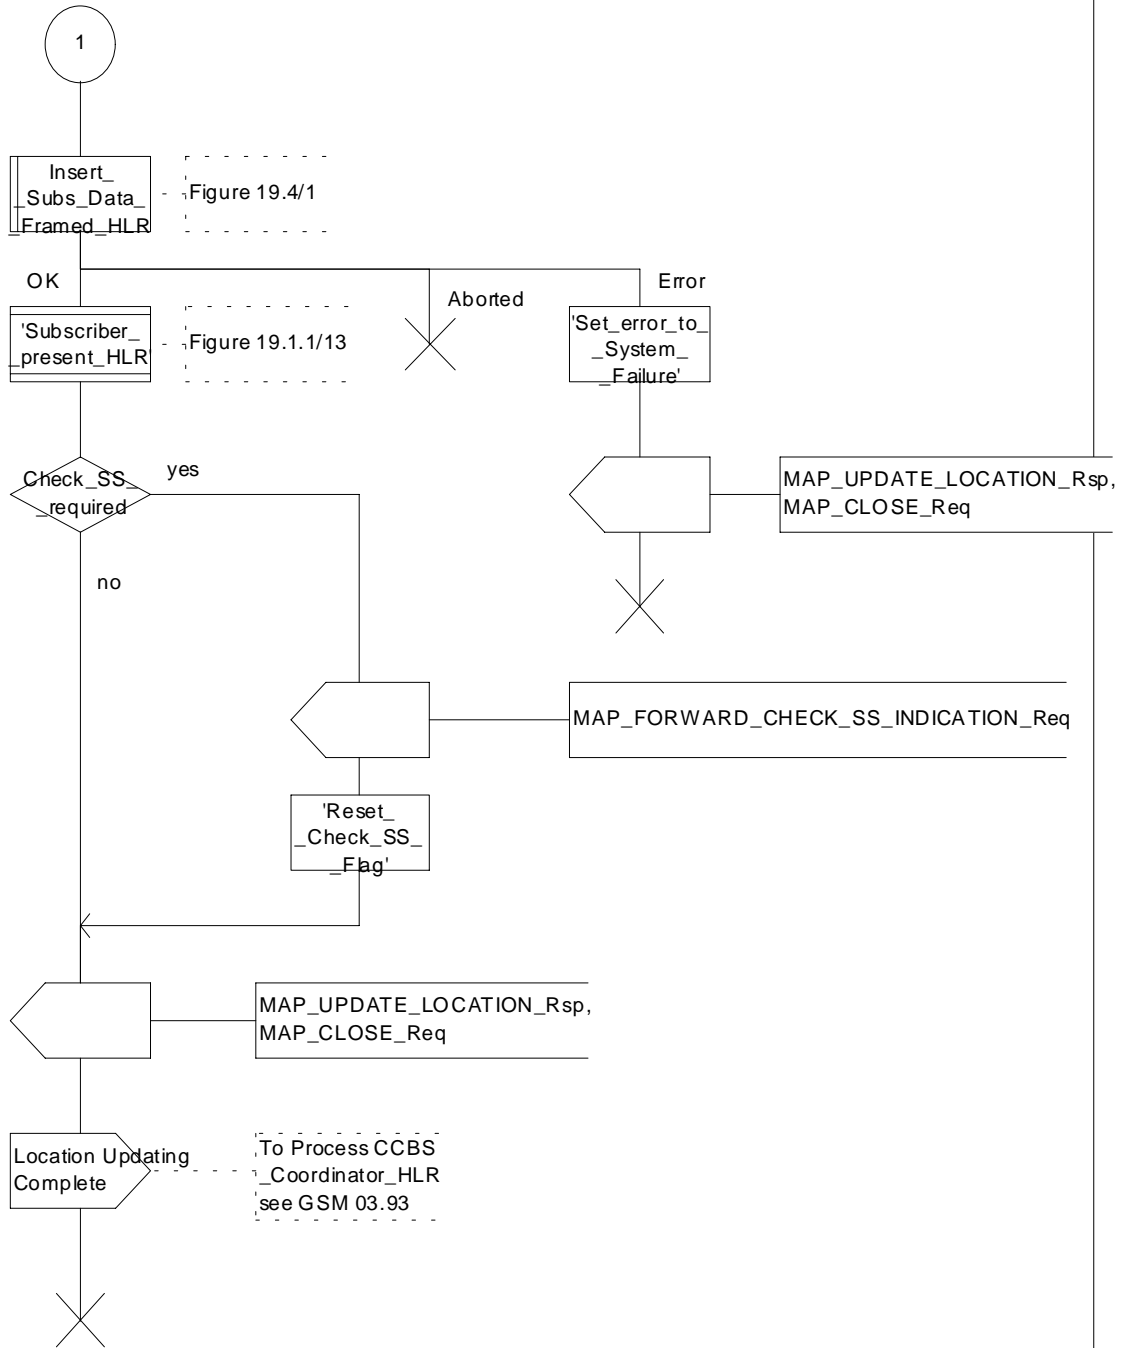 1
Insert_
_Subs_Data_
_Framed_HLR
Figure 19.4/1
OK
Aborted
Error
'Subscriber_
_present_HLR'
Figure 19.1.1/13
'Set_error_to_
_System_
_Failure'
Check_SS_
_required
yes
no
MAP_UPDATE_LOCATION_Rsp,
MAP_CLOSE_Req
MAP_FORWARD_CHECK_SS_INDICATION_Req
'Reset_
_Check_SS_
_Flag'
MAP_UPDATE_LOCATION_Rsp,
MAP_CLOSE_Req
Location Updating
Complete
To Process CCBS
_Coordinator_HLR
see GSM 03.93